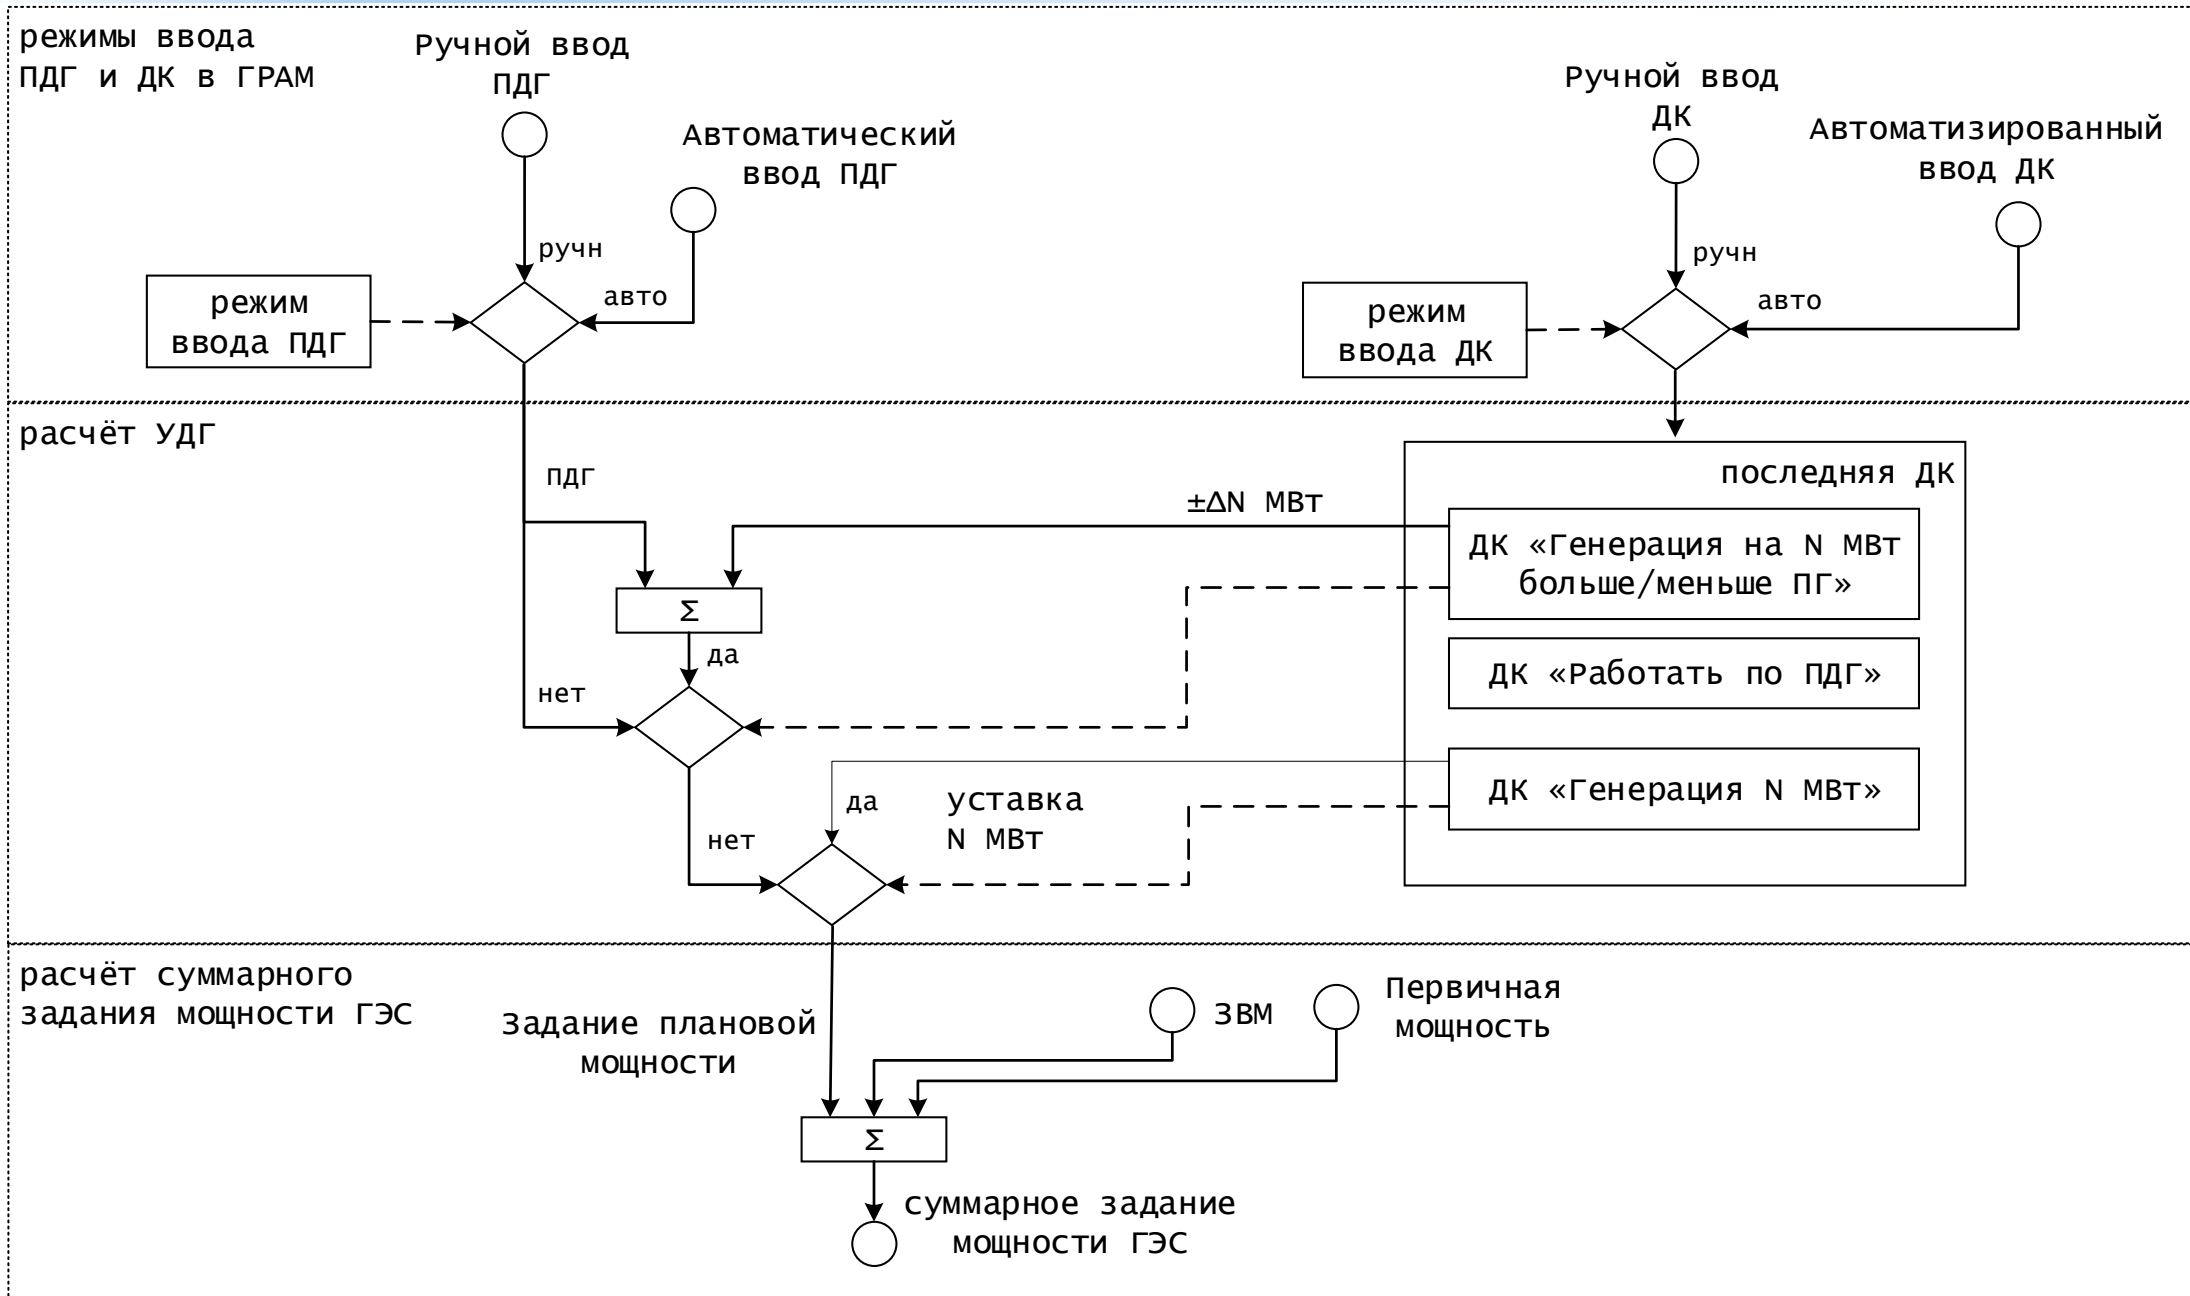 режимы ввода
ПДГ и ДК в ГРАМ
Ручной ввод
ПДГ
Автоматический
ввод ПДГ
ручн
авто
режим
ввода ПДГ
Ручной ввод
ДК
Автоматизированный
ввод ДК
ручн
авто
режим
ввода ДК
расчёт УДГ
ПДГ
±ΔN МВт
последняя ДК
ДК «Генерация на N МВт
больше/меньше ПГ»
Σ
да
нет
ДК «Работать по ПДГ»
ДК «Генерация N МВт»
да
уставка
N МВт
нет
расчёт суммарного
задания мощности ГЭС
Задание плановой
мощности
ЗВМ
Первичная
мощность
Σ
суммарное задание
мощности ГЭС